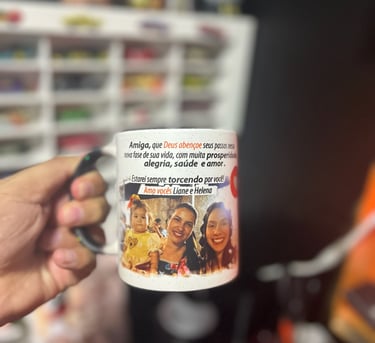 Amiga, que Deus abençoe seus passos nessa
nova fase de sua vida, com muita prosperidade,
alegria, saúde e amor.
Estarei sempre torcendo por você!
Amo vocês Liane e Helena